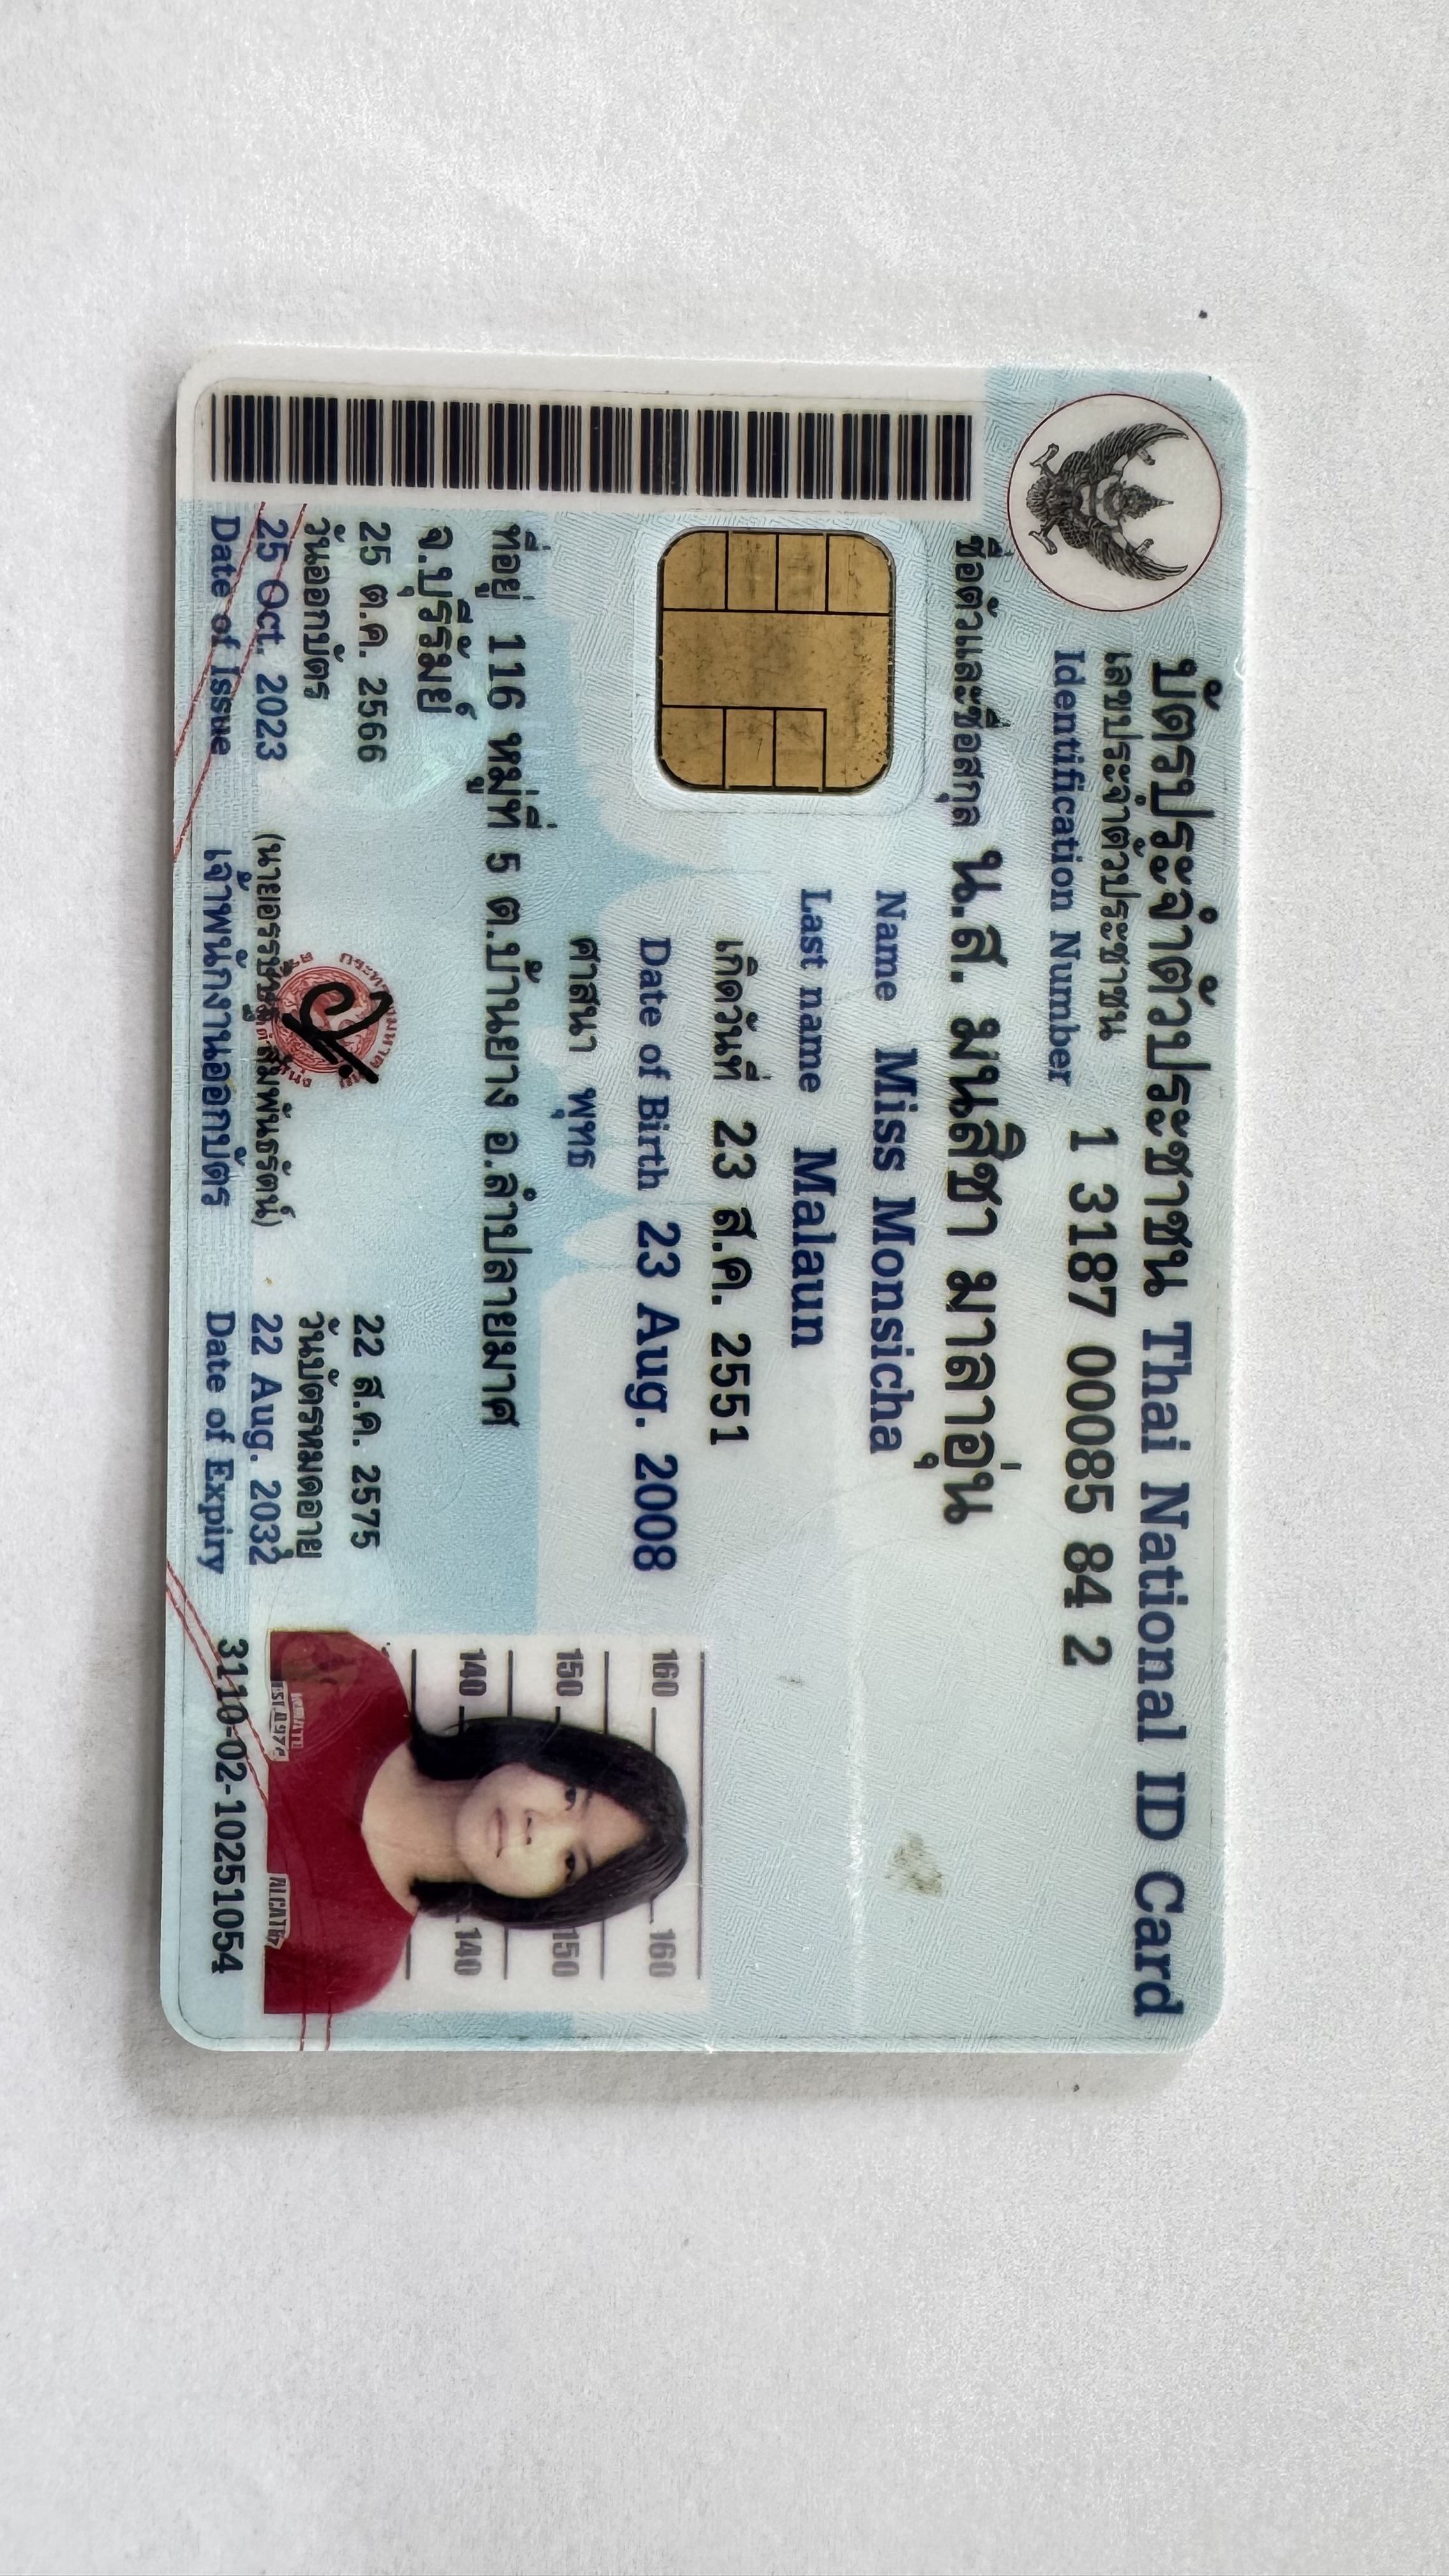 บัตรประจำตัวประชาชน Thai National ID Card
เลขประจำตัวประชาชน
Identification Number
1 3187 00085 84 2
ชื่อตัวและชื่อสกุล น.ส. มนสิชา มาลาอุ่น
Name Miss Monsicha
Last name Malaun
เกิดวันที่ 23 ส.ค. 2551
Date of Birth 23 Aug. 2008
ศาสนา พุทธ
ที่อยู่ 116 หมู่ที่ 5 ต.บ้านยาง อ.ลำปลายมาศ
จ.บุรีรัมย์
25 ต.ค. 2566
วันออกบัตร
25 Oct. 2023
Date of Issue
เจ้าพนักงานออกบัตร
22 ส.ค. 2575
วันบัตรหมดอายุ
22 Aug. 2032
Date of Expiry
160 160
150 150
140 140
3110-02-10251054